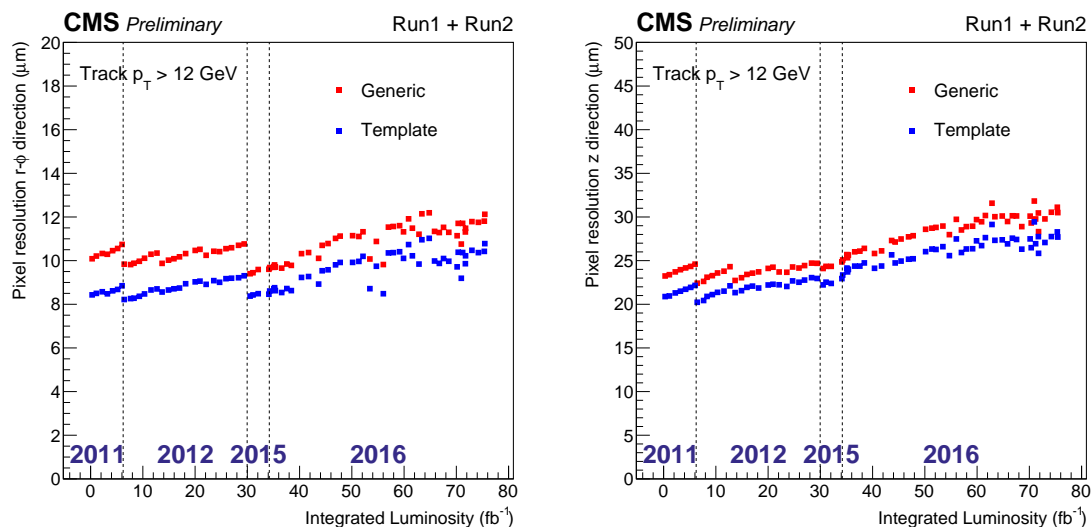 CMS Preliminary Run1 + Run2
Pixel resolution r-ϕ direction (μm)
20
18
16
14
12
10
8
6
4
2
0
Track p_T > 12 GeV
Generic
Template
2011 2012 2015 2016
0 10 20 30 40 50 60 70 80
Integrated Luminosity (fb⁻¹)
CMS Preliminary Run1 + Run2
Pixel resolution z direction (μm)
50
45
40
35
30
25
20
15
10
5
0
Track p_T > 12 GeV
Generic
Template
2011 2012 2015 2016
0 10 20 30 40 50 60 70 80
Integrated Luminosity (fb⁻¹)